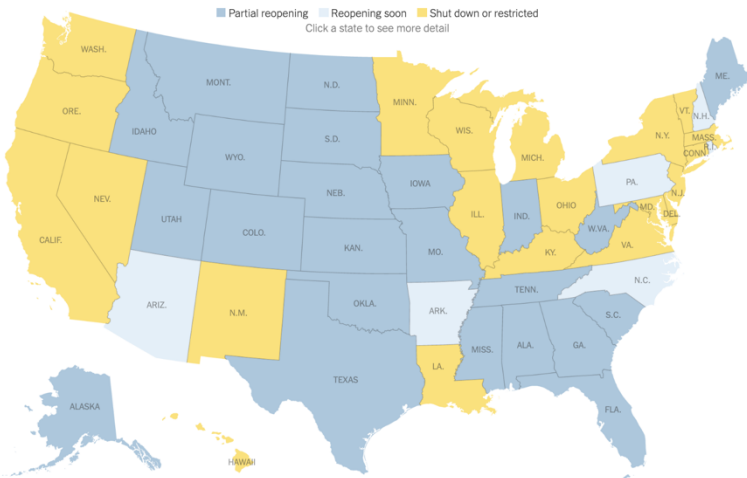 Partial reopening Reopening soon Shut down or restricted
Click a state to see more detail
WASH.
MONT.
N.D.
MINN.
ME.
ORE.
IDAHO
S.D.
WIS.
MICH.
VT.
N.H.
N.Y.
MASS.
CONN.
R.I.
WYO.
NEB.
IOWA
PA.
N.J.
NEV.
UTAH
COLO.
ILL.
IND.
OHIO
MD.
DEL.
CALIF.
KAN.
MO.
W.VA.
KY.
VA.
ARIZ.
N.M.
OKLA.
ARK.
TENN.
N.C.
S.C.
TEXAS
LA.
MISS.
ALA.
GA.
ALASKA
FLA.
HAWAII